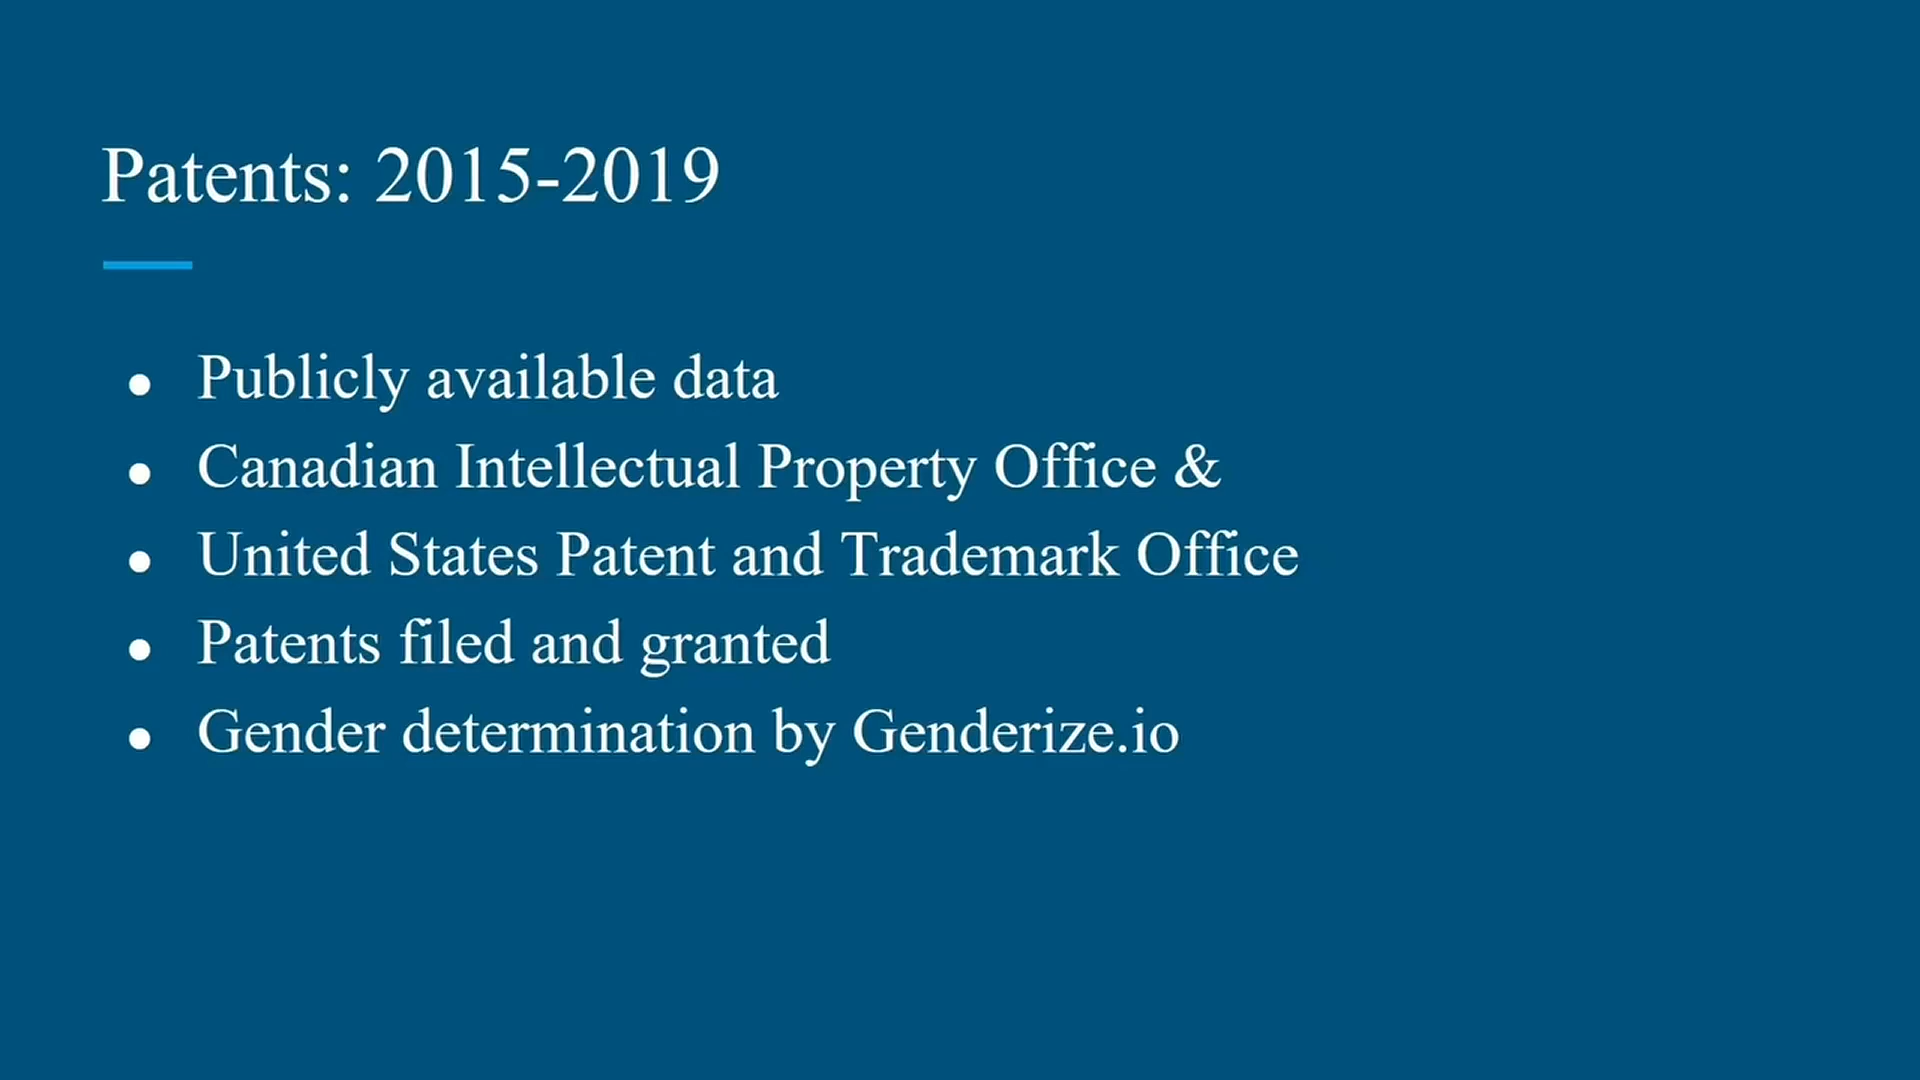 Patents: 2015-2019
● Publicly available data
● Canadian Intellectual Property Office &
● United States Patent and Trademark Office
● Patents filed and granted
● Gender determination by Genderize.io